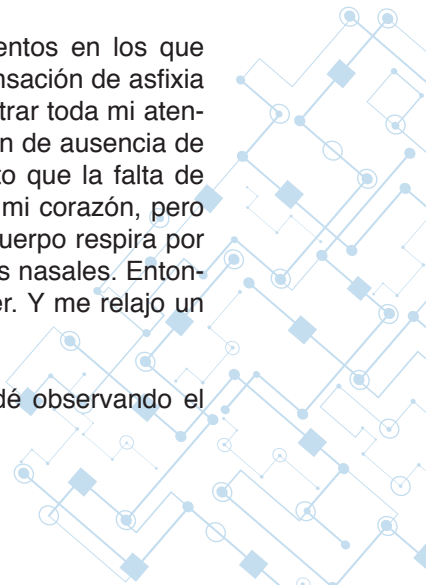 entos en los que
nsación de asfixia
trar toda mi aten-
n de ausencia de
to que la falta de
mi corazón, pero
uerpo respira por
s nasales. Enton-
er. Y me relajo un
dé observando el